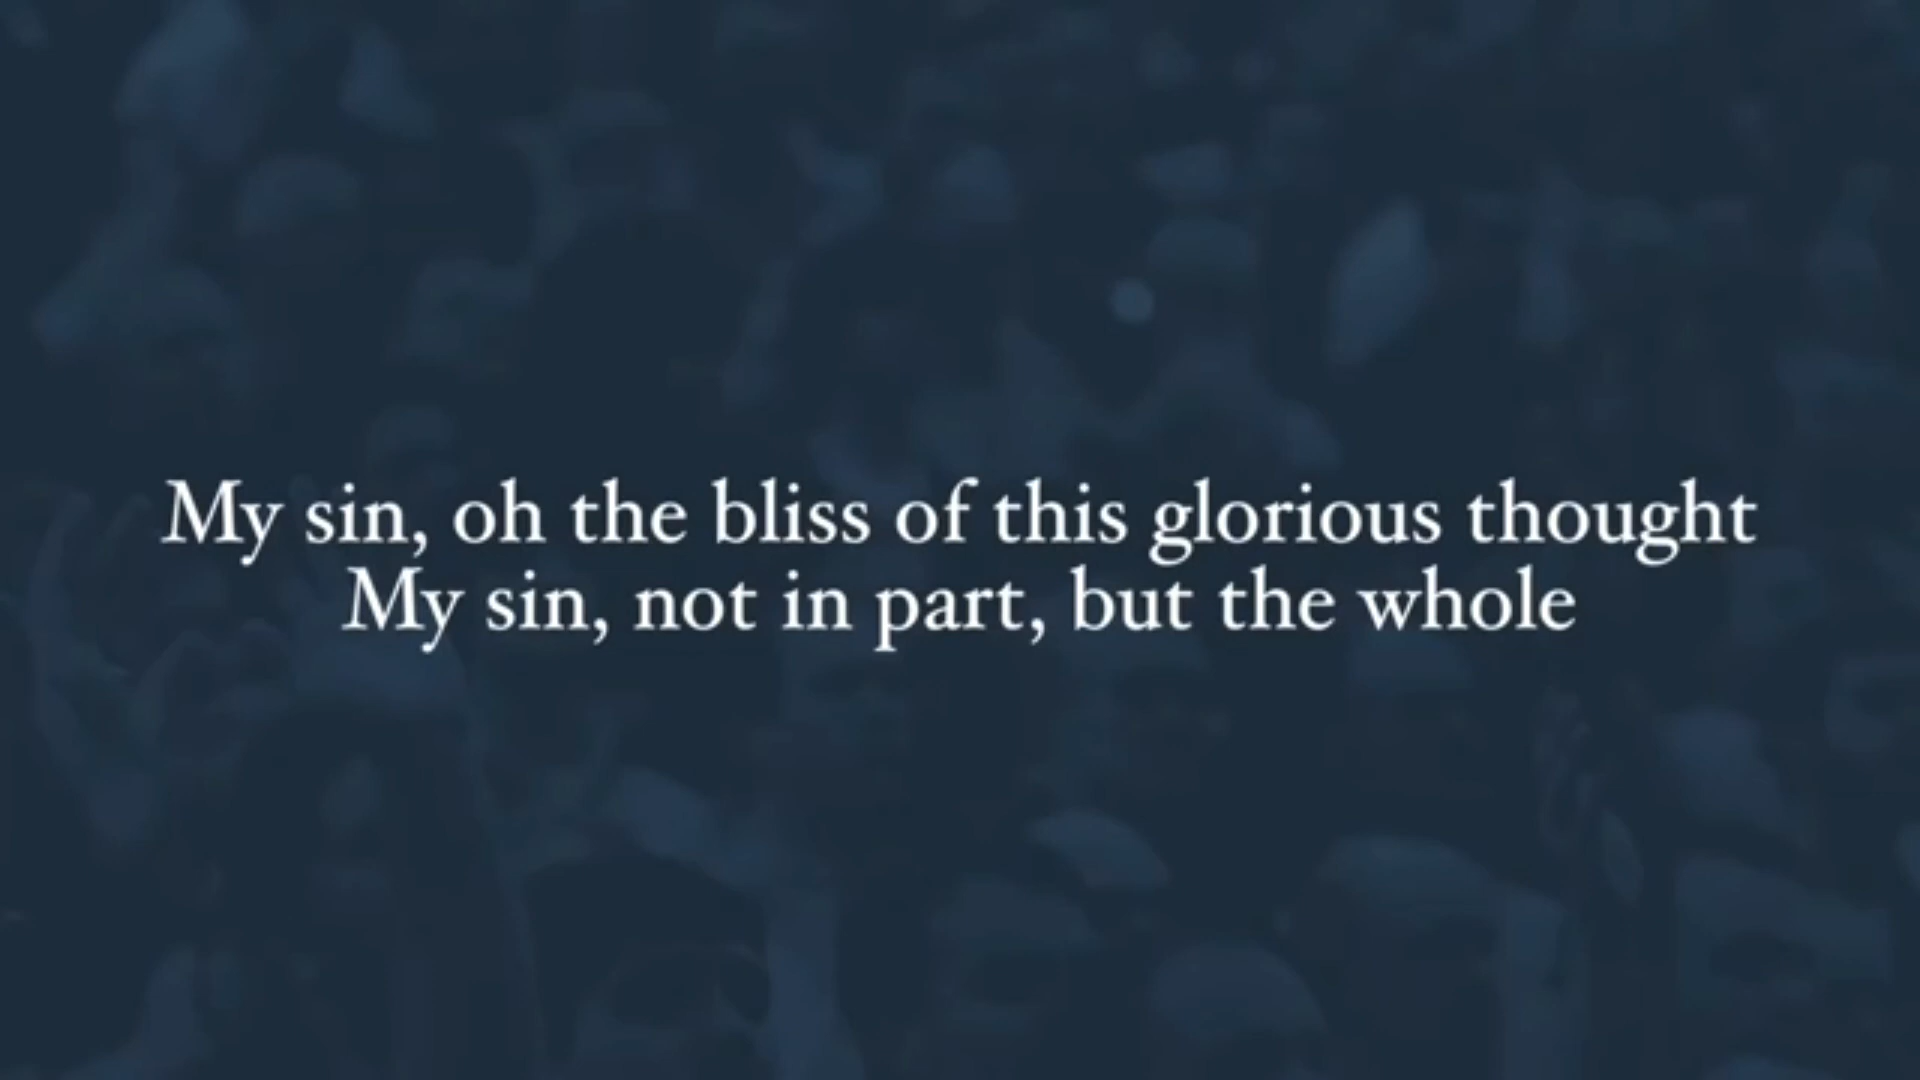 My sin, oh the bliss of this glorious thought
My sin, not in part, but the whole